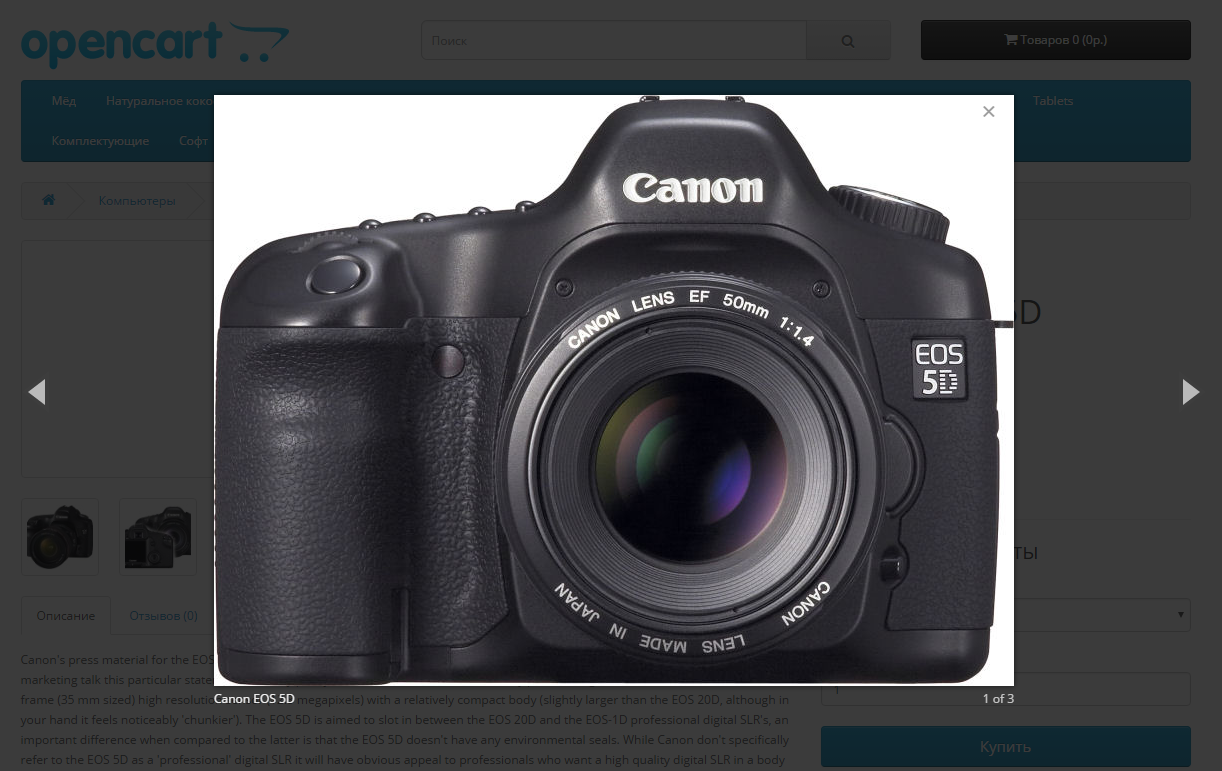 opencart
Поиск
Товаров 0 (0р.)
Мёд
Натуральное коко
Tablets
Комплектующие
Софт
Компьютеры
Canon
CANON LENS EF 50mm 1:1.4
EOS
5D
5D
CANON LENS MADE IN JAPAN
ты
Описание
Отзывов (0)
Canon's press material for the EOS
marketing talk this particular state
frame (35 mm sized) high resolutio megapixels) with a relatively compact body (slightly larger than the EOS 20D, although in
your hand it feels noticeably 'chunkier'). The EOS 5D is aimed to slot in between the EOS 20D and the EOS-1D professional digital SLR's, an
important difference when compared to the latter is that the EOS 5D doesn't have any environmental seals. While Canon don't specifically
refer to the EOS 5D as a 'professional' digital SLR it will have obvious appeal to professionals who want a high quality digital SLR in a body
Canon EOS 5D
1 of 3
1
Купить